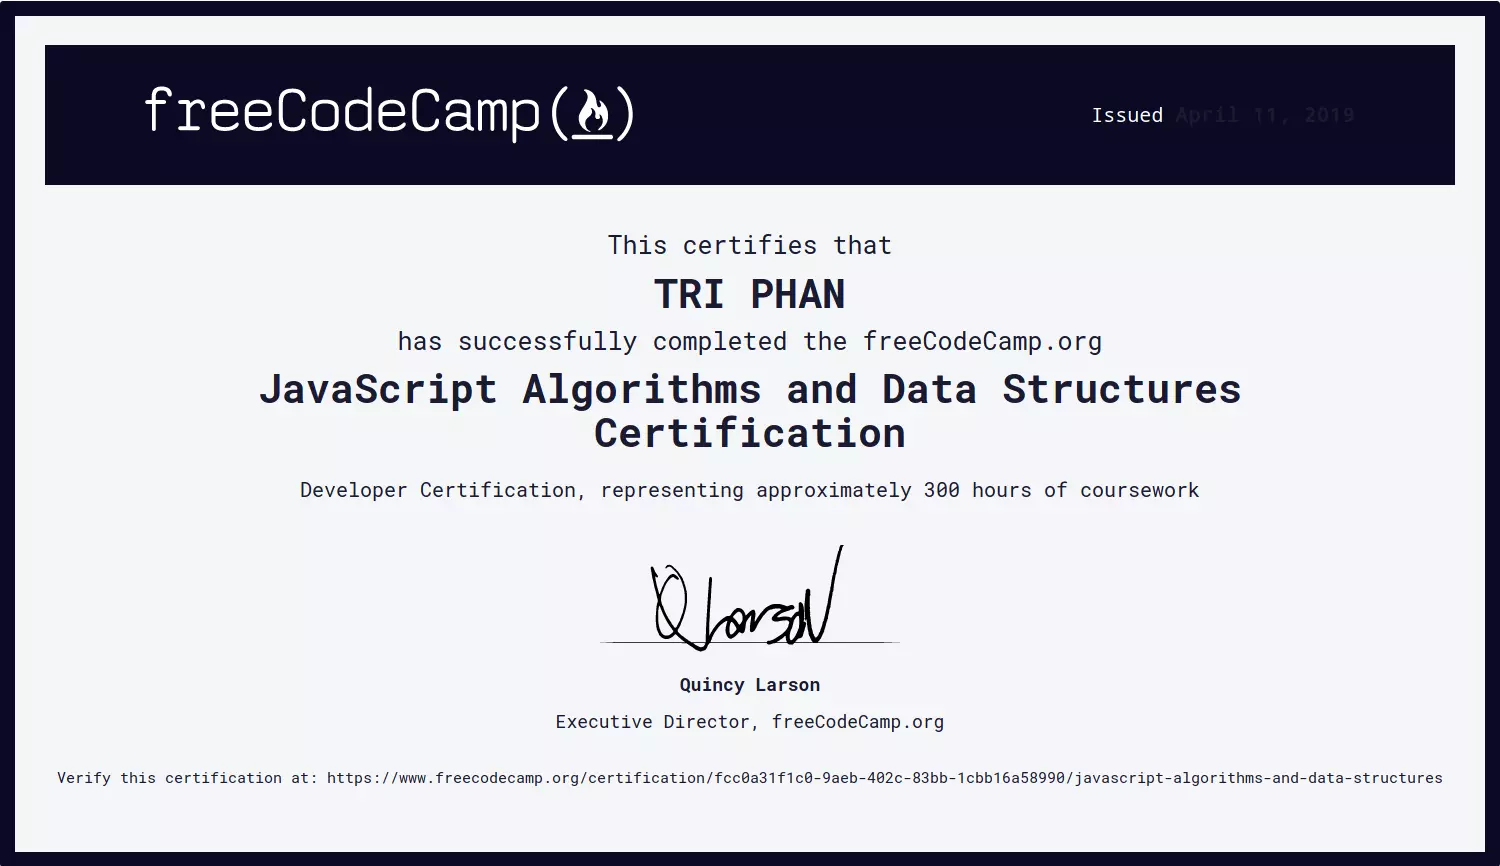 freeCodeCamp(🔥)
Issued April 11, 2019
This certifies that
TRI PHAN
has successfully completed the freeCodeCamp.org
JavaScript Algorithms and Data Structures
Certification
Developer Certification, representing approximately 300 hours of coursework
Q Larson
Quincy Larson
Executive Director, freeCodeCamp.org
Verify this certification at: https://www.freecodecamp.org/certification/fcc0a31f1c0-9aeb-402c-83bb-1cbb16a58990/javascript-algorithms-and-data-structures